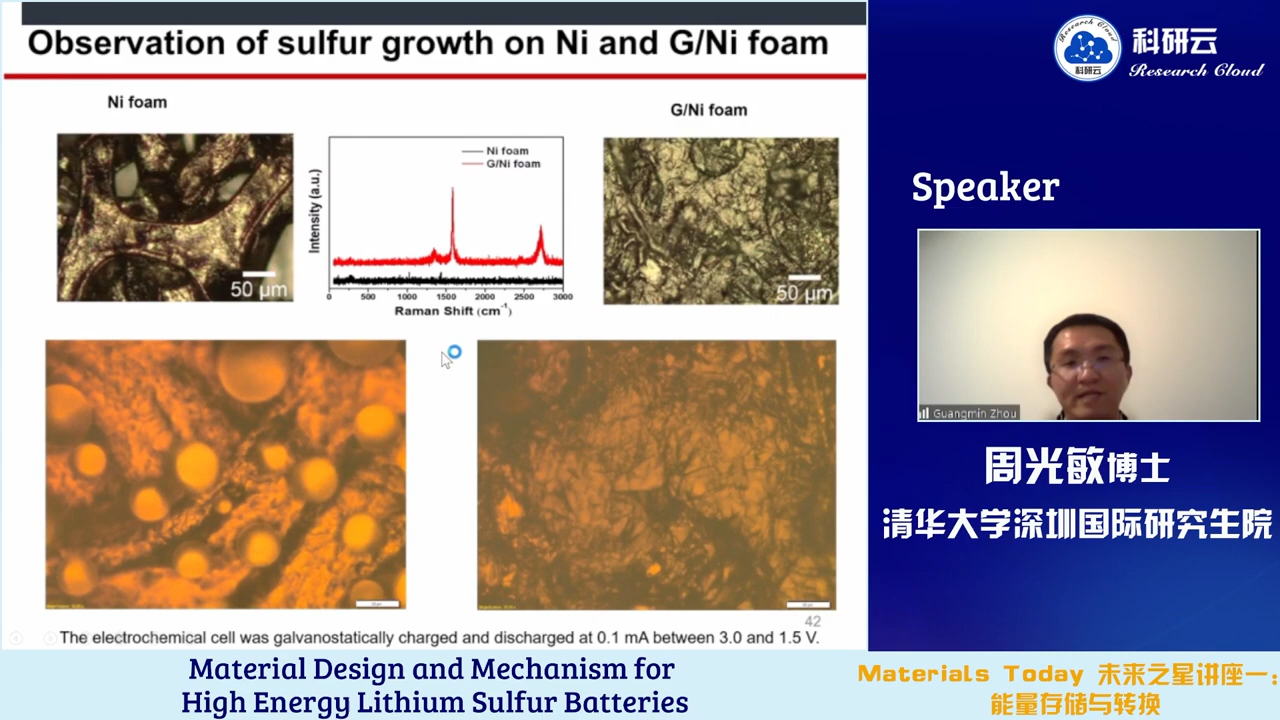 Observation of sulfur growth on Ni and G/Ni foam
Ni foam
G/Ni foam
50 μm
Intensity (a.u.)
Ni foam
G/Ni foam
0 500 1000 1500 2000 2500 3000
Raman Shift (cm⁻¹)
50 μm
42
The electrochemical cell was galvanostatically charged and discharged at 0.1 mA between 3.0 and 1.5 V.
Research Cloud
科研云
科研云
Research Cloud
Speaker
Guangmin Zhou
周光敏博士
清华大学深圳国际研究生院
Material Design and Mechanism for
High Energy Lithium Sulfur Batteries
Materials Today 未来之星讲座一:
能量存储与转换